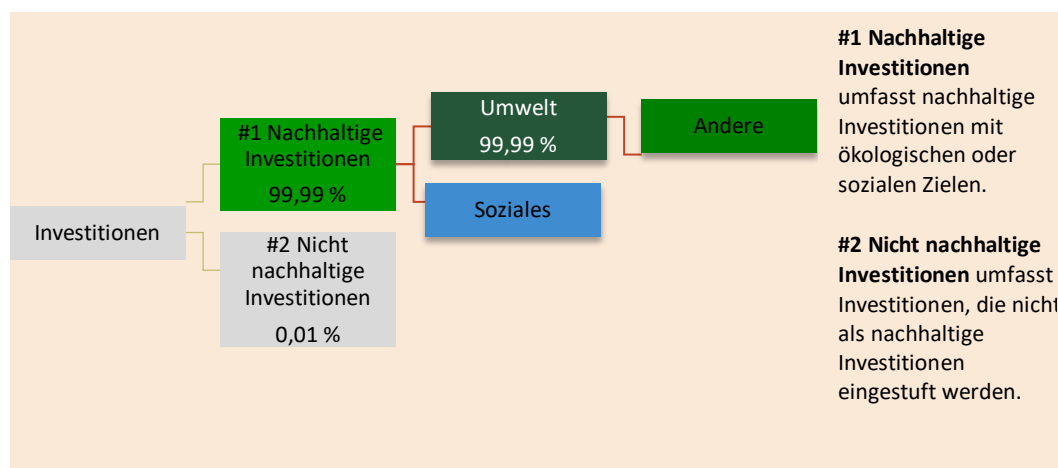 Investitionen
#1 Nachhaltige
Investitionen
99,99 %
#2 Nicht
nachhaltige
Investitionen
0,01 %
Umwelt
99,99 %
Soziales
Andere
#1 Nachhaltige
Investitionen
umfasst nachhaltige
Investitionen mit
ökologischen oder
sozialen Zielen.
#2 Nicht nachhaltige
Investitionen umfasst
Investitionen, die nicht
als nachhaltige
Investitionen
eingestuft werden.